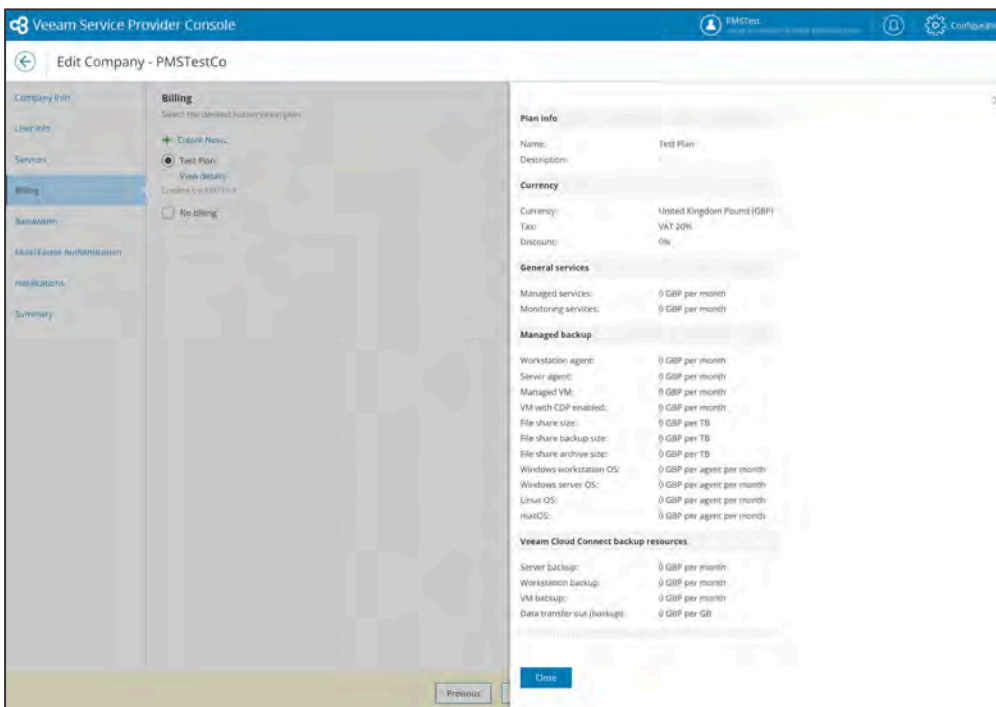 Veeam Service Provider Console
PMSTest
Configuration
Edit Company - PMSTestCo
Company Info
User Info
Services
Billing
Bandwidth
Multi-Factor Authentication
Notifications
Summary
Billing
Select the desired subscription plan
Create New...
Test Plan
View details
Created by PMSTest
No billing
Previous
Plan info
Name: Test Plan
Description:
Currency
Currency: United Kingdom Pound (GBP)
Tax: VAT 20%
Discount: 0%
General services
Managed services: 0 GBP per month
Monitoring services: 0 GBP per month
Managed backup
Workstation agent: 0 GBP per month
Server agent: 0 GBP per month
Managed VM: 0 GBP per month
VM with CDP enabled: 0 GBP per month
File share size: 0 GBP per TB
File share backup size: 0 GBP per TB
File share archive size: 0 GBP per TB
Windows workstation OS: 0 GBP per agent per month
Windows server OS: 0 GBP per agent per month
Linux OS: 0 GBP per agent per month
macOS: 0 GBP per agent per month
Veeam Cloud Connect backup resources
Server backup: 0 GBP per month
Workstation backup: 0 GBP per month
VM backup: 0 GBP per month
Data transfer out (backup): 0 GBP per GB
Close